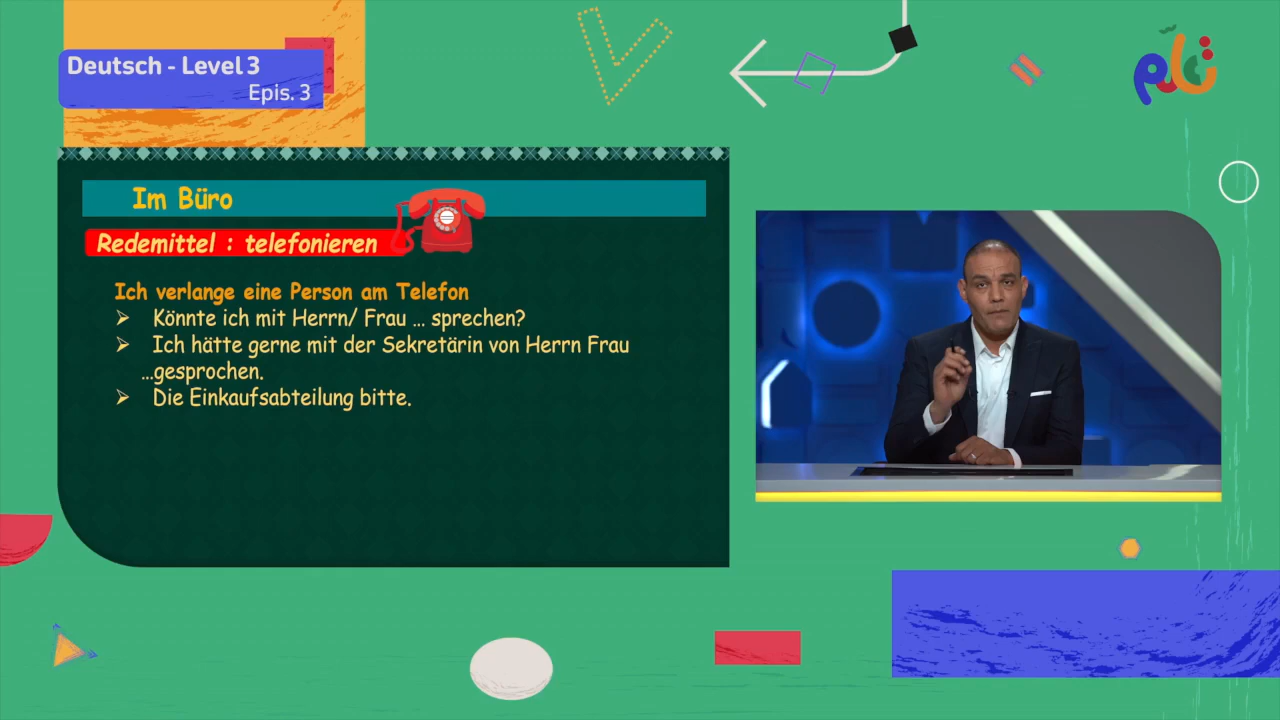 Deutsch - Level 3
Epis. 3
نتعلم
Im Büro
Redemittel : telefonieren
Ich verlange eine Person am Telefon
➢ Könnte ich mit Herrn/ Frau ... sprechen?
➢ Ich hätte gerne mit der Sekretärin von Herrn Frau
...gesprochen.
➢ Die Einkaufsabteilung bitte.